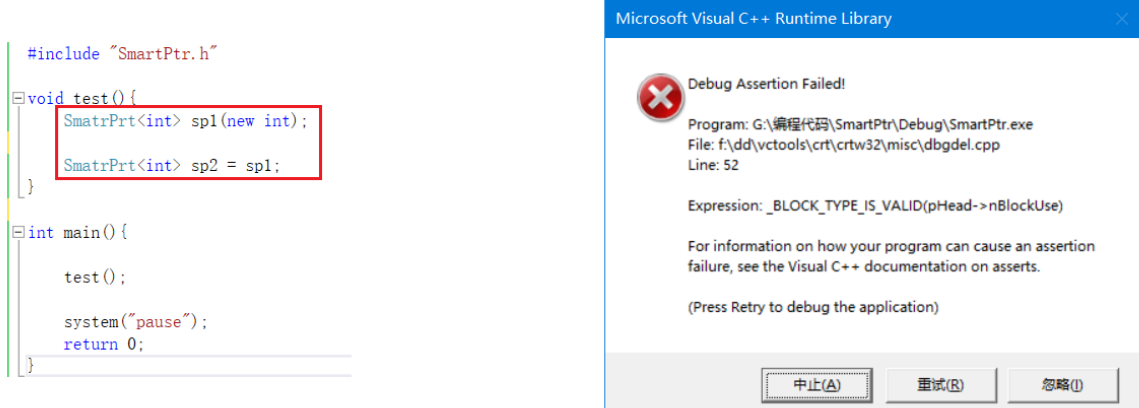 #include "SmartPtr.h"
void test(){
SmatrPrt<int> sp1(new int);
SmatrPrt<int> sp2 = sp1;
}
int main(){
test();
system("pause");
return 0;
}
Microsoft Visual C++ Runtime Library
Debug Assertion Failed!
Program: G:\编程代码\SmartPtr\Debug\SmartPtr.exe
File: f:\dd\vctools\crt\crtw32\misc\dbgdel.cpp
Line: 52
Expression: _BLOCK_TYPE_IS_VALID(pHead->nBlockUse)
For information on how your program can cause an assertion
failure, see the Visual C++ documentation on asserts.
(Press Retry to debug the application)
中止(A)
重试(R)
忽略(I)